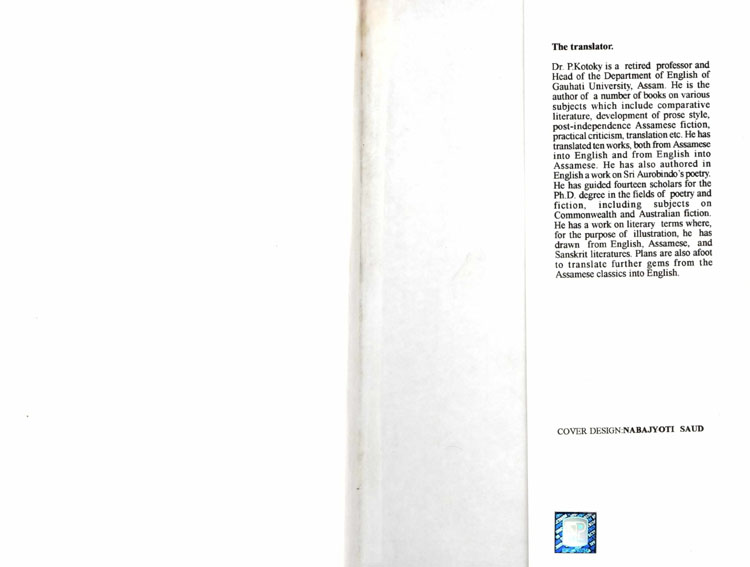 The translator.
Dr. P.Kotoky is a retired professor and
Head of the Department of English of
Gauhati University, Assam. He is the
author of a number of books on various
subjects which include comparative
literature, development of prose style,
post-independence Assamese fiction,
practical criticism, translation etc. He has
translated ten works, both from Assamese
into English and from English into
Assamese. He has also authored in
English a work on Sri Aurobindo's poetry.
He has guided fourteen scholars for the
Ph.D. degree in the fields of poetry and
fiction, including subjects on
Commonwealth and Australian fiction.
He has a work on literary terms where,
for the purpose of illustration, he has
drawn from English, Assamese, and
Sanskrit literatures. Plans are also afoot
to translate further gems from the
Assamese classics into English.
COVER DESIGN:NABAJYOTI SAUD